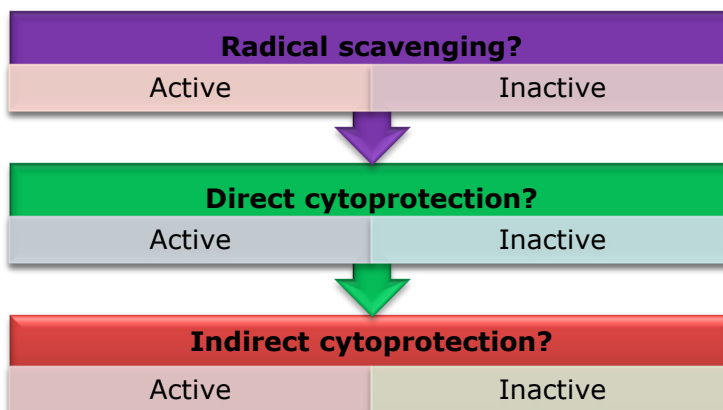 Radical scavenging?
Active Inactive
Direct cytoprotection?
Active Inactive
Indirect cytoprotection?
Active Inactive